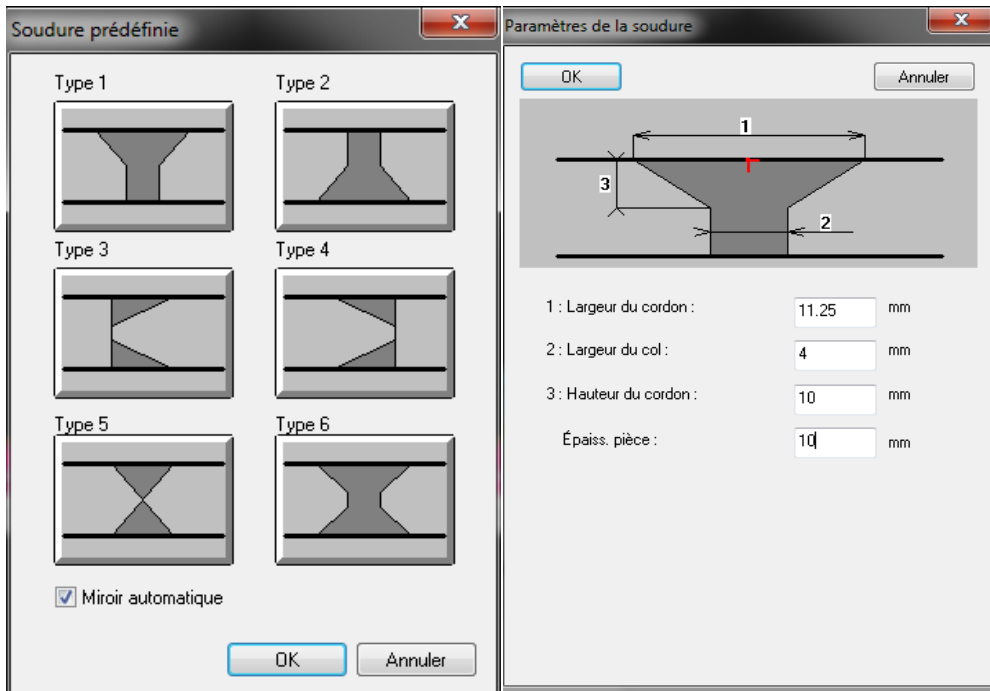 Soudure prédéfinie
Type 1
Type 2
Type 3
Type 4
Type 5
Type 6
Miroir automatique
OK
Annuler
Paramètres de la soudure
OK
Annuler
1
3
2
1 : Largeur du cordon : 11.25 mm
2 : Largeur du col : 4 mm
3 : Hauteur du cordon : 10 mm
Épaiss. pièce : 10 mm